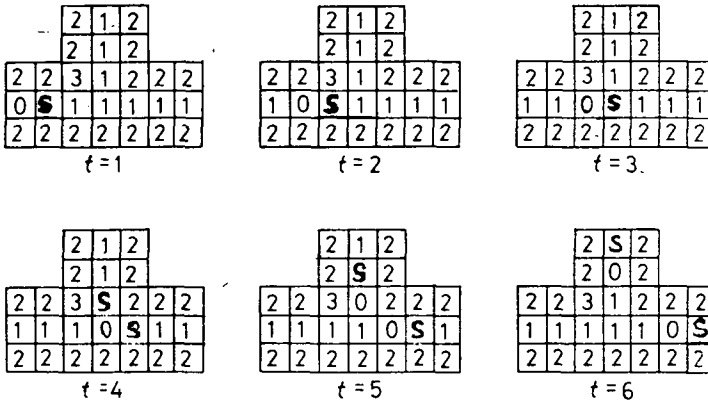 2 1 2
2 1 2
2 2 3 1 2 2 2
0 S 1 1 1 1 1
2 2 2 2 2 2 2
t=1
2 1 2
2 1 2
2 2 3 1 2 2 2
1 0 S 1 1 1 1
2 2 2 2 2 2 2
t=2
2 1 2
2 1 2
2 2 3 1 2 2 2
1 1 0 S 1 1 1
2 2 2 2 2 2 2
t=3.
2 1 2
2 1 2
2 2 3 S 2 2 2
1 1 1 0 S 1 1
2 2 2 2 2 2 2
t=4
2 1 2
2 S 2
2 2 3 0 2 2 2
1 1 1 1 0 S 1
2 2 2 2 2 2 2
t=5
2 S 2
2 0 2
2 2 3 1 2 2 2
1 1 1 1 1 0 S
2 2 2 2 2 2 2
t=6